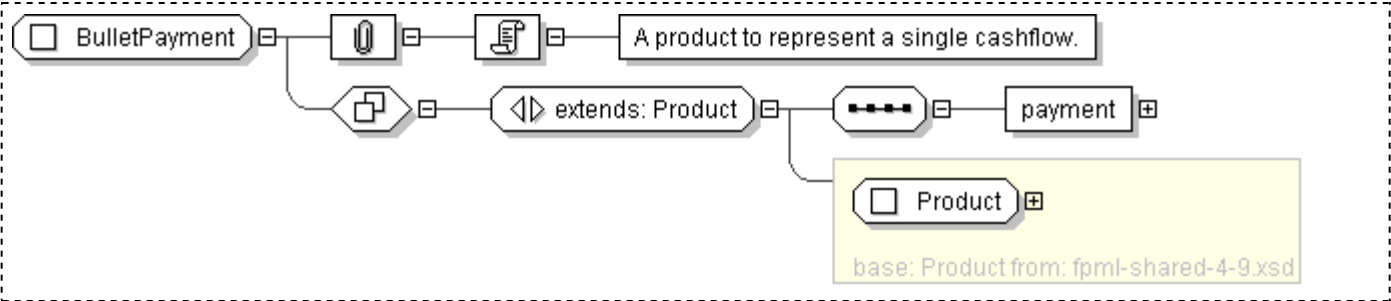 BulletPayment
A product to represent a single cashflow.
extends: Product
payment
Product
base: Product from: fpml-shared-4-9.xsd